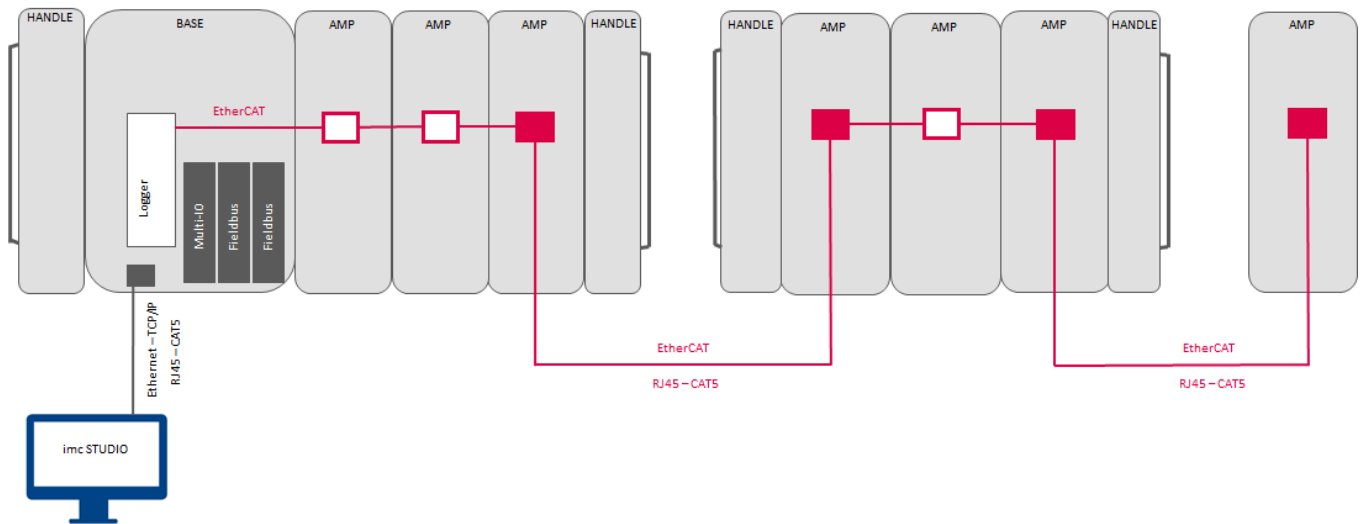 HANDLE
BASE
AMP
AMP
AMP
HANDLE
HANDLE
AMP
AMP
AMP
HANDLE
AMP
EtherCAT
Logger
Multi-IO
Fieldbus
Fieldbus
Ethernet – TCP/IP
RJ45 – CAT5
EtherCAT
RJ45 – CAT5
EtherCAT
RJ45 – CAT5
imc STUDIO